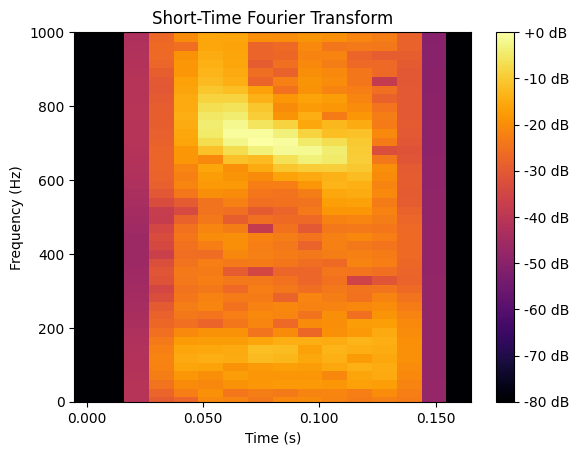 Short-Time Fourier Transform
1000
800
600
400
200
0
Frequency (Hz)
0.000
0.050
0.100
0.150
Time (s)
+0 dB
-10 dB
-20 dB
-30 dB
-40 dB
-50 dB
-60 dB
-70 dB
-80 dB